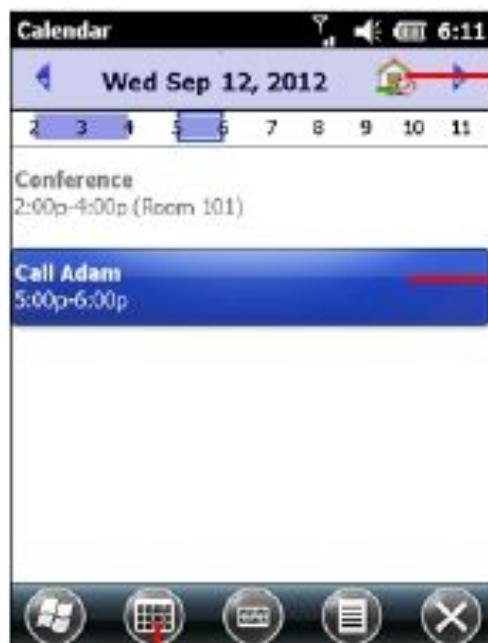 Calendar 6:11
Wed Sep 12, 2012
2 3 4 5 6 7 8 9 10 11
Conference
2:00p-4:00p (Room 101)
Call Adam
5:00p-6:00p